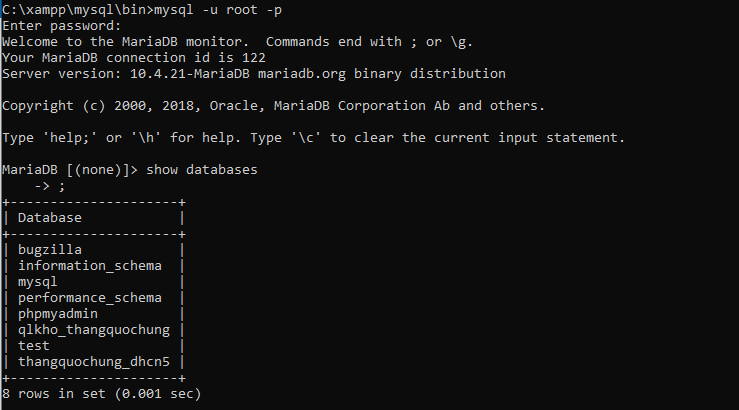 C:\xampp\mysql\bin>mysql -u root -p
Enter password:
Welcome to the MariaDB monitor.  Commands end with ; or \g.
Your MariaDB connection id is 122
Server version: 10.4.21-MariaDB mariadb.org binary distribution

Copyright (c) 2000, 2018, Oracle, MariaDB Corporation Ab and others.

Type 'help;' or '\h' for help. Type '\c' to clear the current input statement.

MariaDB [(none)]> show databases
    -> ;
+---------------------+
| Database            |
+---------------------+
| bugzilla            |
| information_schema  |
| mysql               |
| performance_schema  |
| phpmyadmin          |
| qlkho_thangquochung |
| test                |
| thangquochung_dhcn5 |
+---------------------+
8 rows in set (0.001 sec)